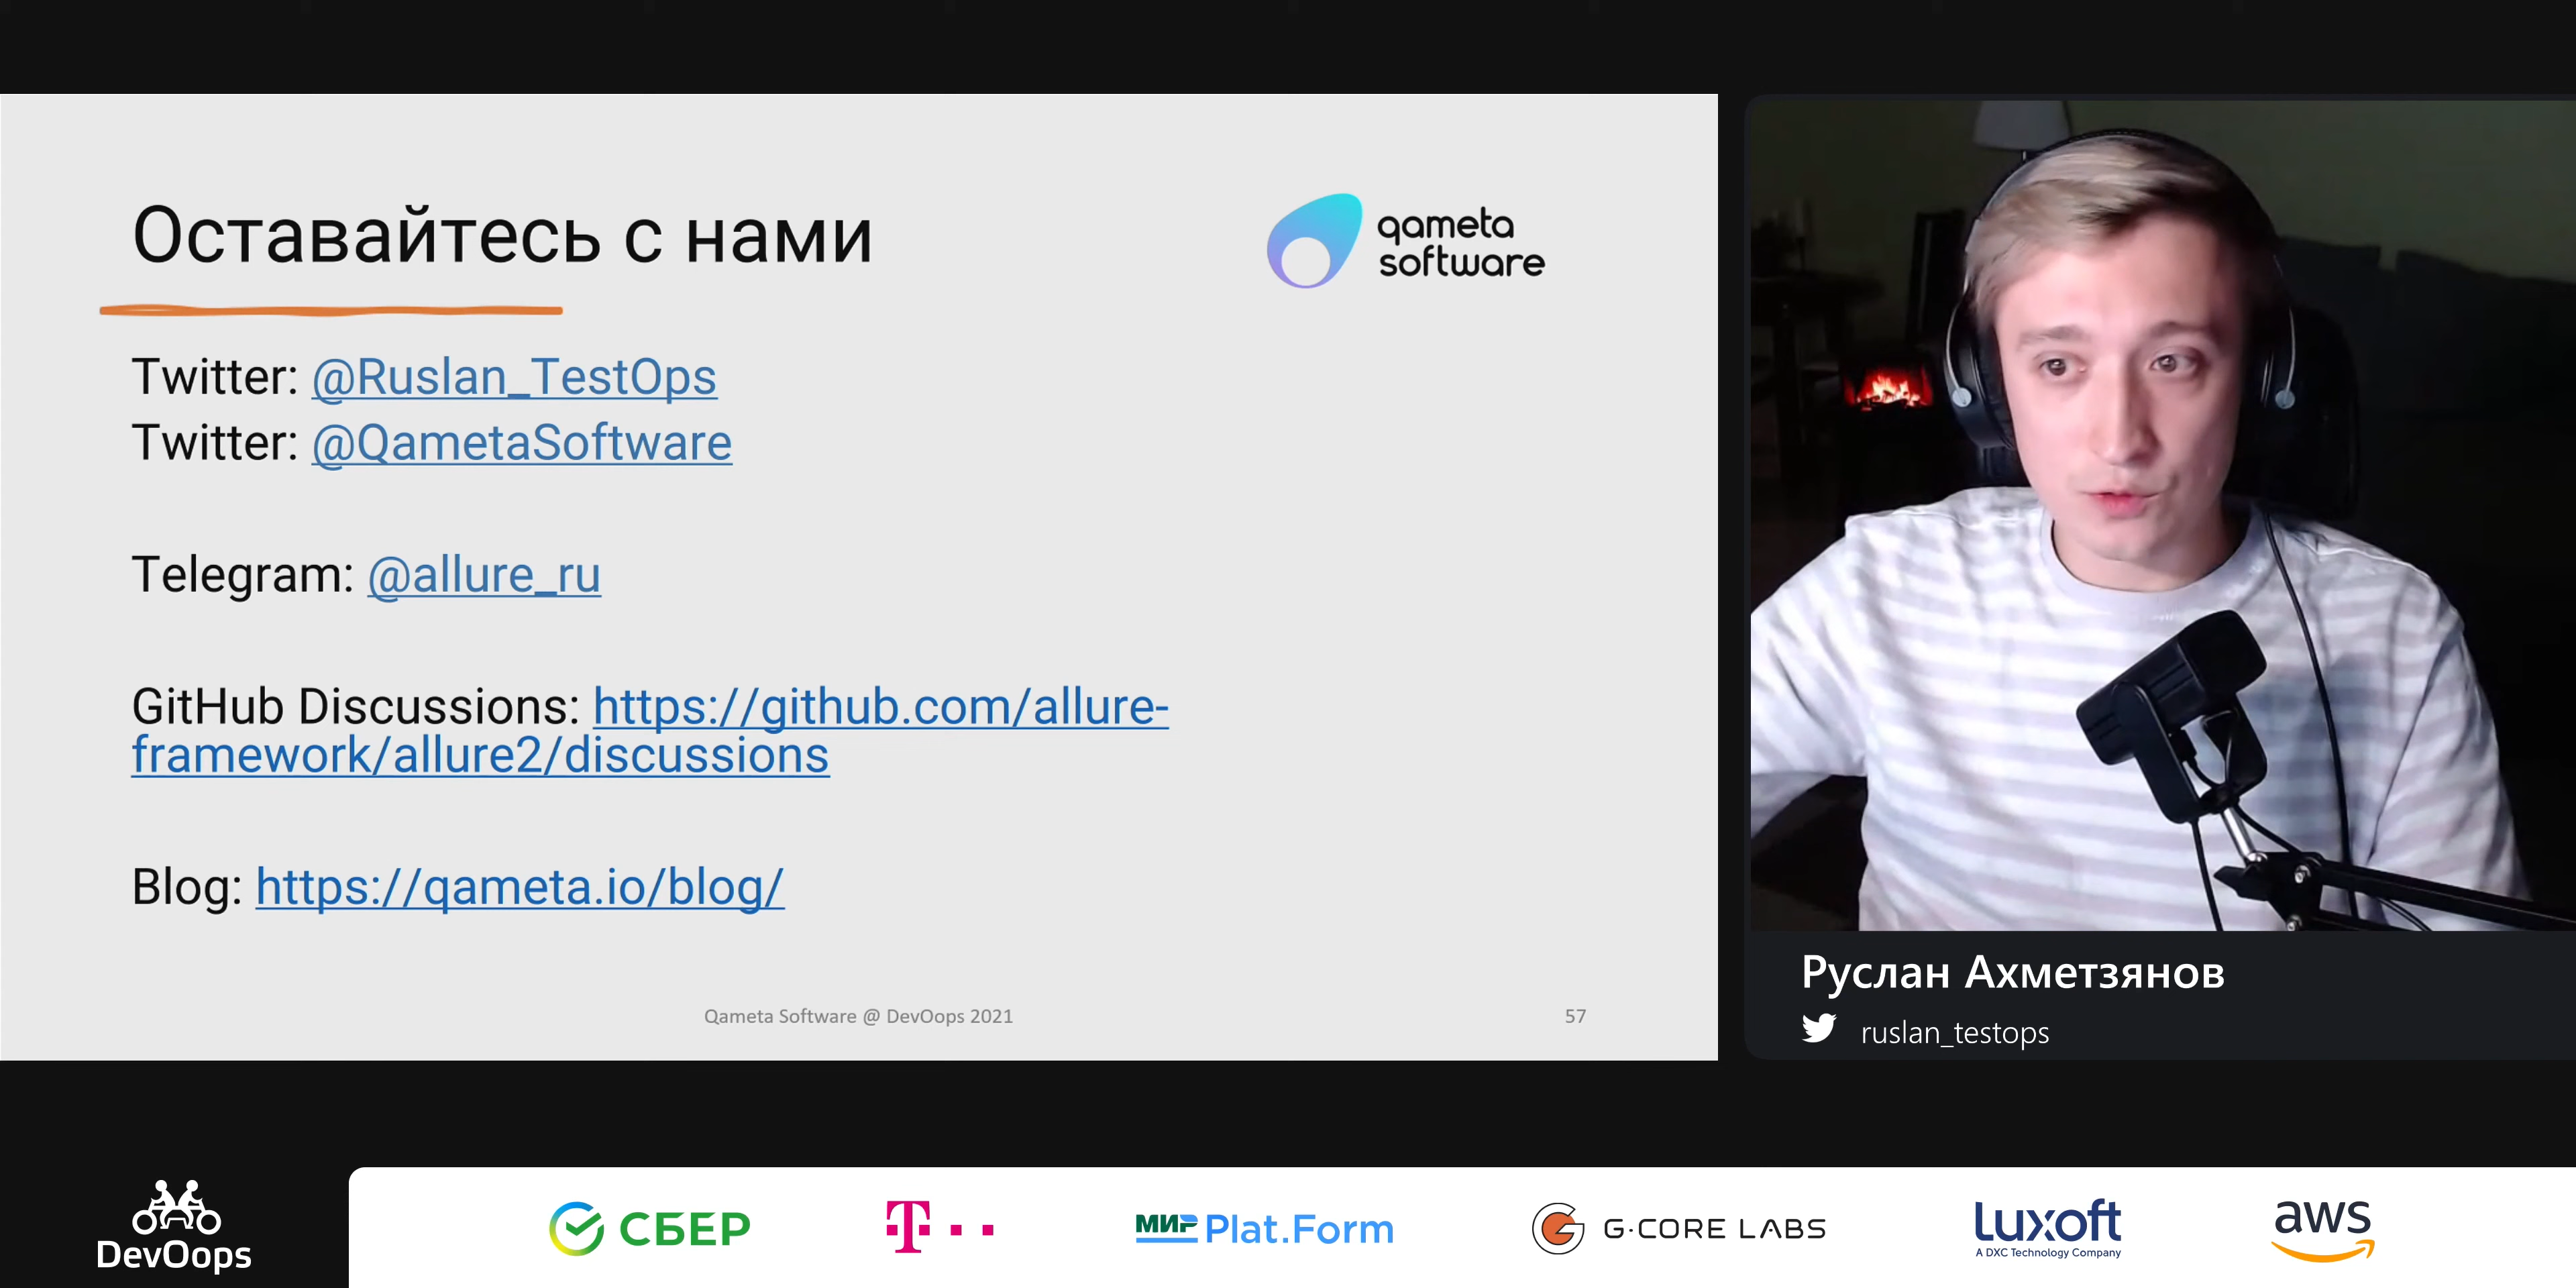 Оставайтесь с нами
qameta
software
Twitter: @Ruslan_TestOps
Twitter: @QametaSoftware
Telegram: @allure_ru
GitHub Discussions: https://github.com/allure-
framework/allure2/discussions
Blog: https://qameta.io/blog/
Qameta Software @ DevOops 2021
57
Руслан Ахметзянов
ruslan_testops
DevOops
СБЕР
T
МИР Plat.Form
G·CORE LABS
luxoft
A DXC Technology Company
aws